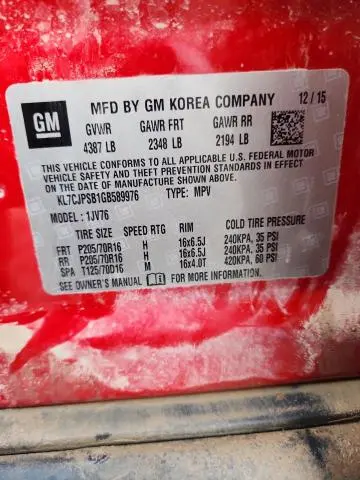 GM
MFD BY GM KOREA COMPANY 12/15
GVWR GAWR FRT GAWR RR
4387 LB 2348 LB 2194 LB
THIS VEHICLE CONFORMS TO ALL APPLICABLE U.S. FEDERAL MOTOR
VEHICLE SAFETY AND THEFT PREVENTION STANDARDS IN EFFECT
ON THE DATE OF MANUFACTURE SHOWN ABOVE.
KL7CJPSB1GB589976 TYPE: MPV
MODEL: 1JV76
TIRE SIZE SPEED RTG RIM COLD TIRE PRESSURE
FRT P205/70R16 H 16x6.5J 240KPA, 35 PSI
RR P205/70R16 H 16x6.5J 240KPA, 35 PSI
SPA T125/70D16 M 16x4.0T 420KPA, 60 PSI
SEE OWNER'S MANUAL FOR MORE INFORMATION.